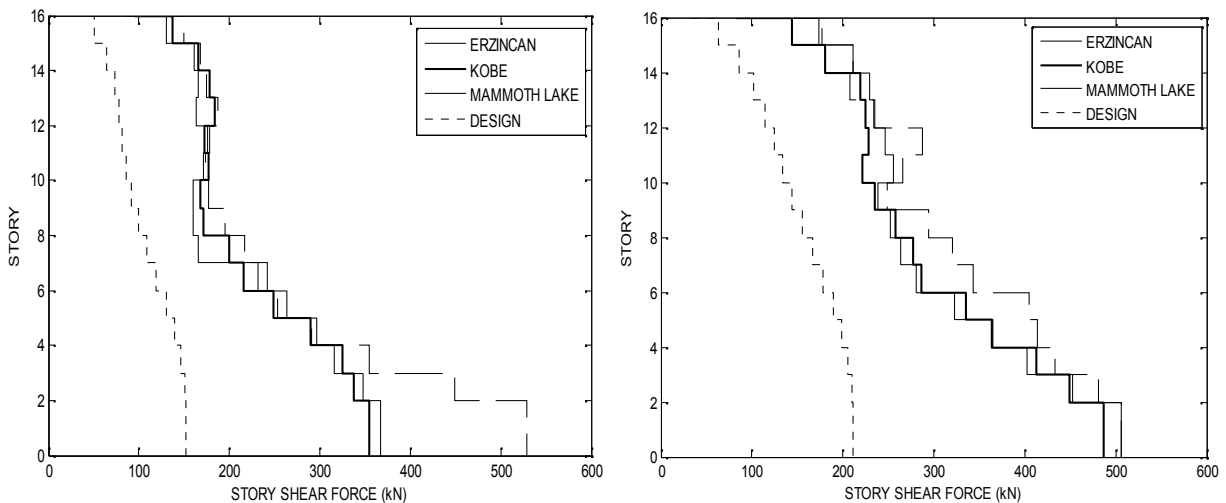 16
14
12
10
8
6
4
2
0
STORY
ERZINCAN
KOBE
MAMMOTH LAKE
DESIGN
0 100 200 300 400 500 600
STORY SHEAR FORCE (kN)
16
14
12
10
8
6
4
2
0
STORY
ERZINCAN
KOBE
MAMMOTH LAKE
DESIGN
0 100 200 300 400 500 600
STORY SHEAR FORCE (kN)